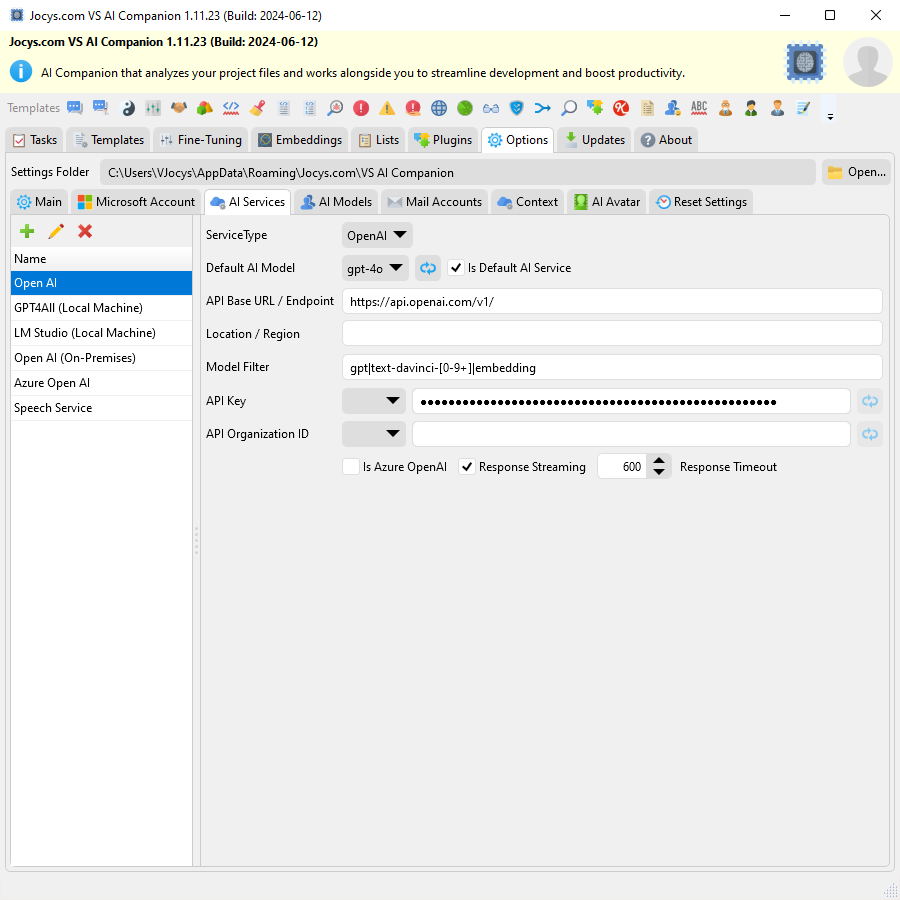 Jocys.com VS AI Companion 1.11.23 (Build: 2024-06-12)
Jocys.com VS AI Companion 1.11.23 (Build: 2024-06-12)
AI Companion that analyzes your project files and works alongside you to streamline development and boost productivity.
Templates
ABC
Tasks Templates Fine-Tuning Embeddings Lists Plugins Options Updates About
Settings Folder C:\Users\VJocys\AppData\Roaming\Jocys.com\VS AI Companion Open...
Main Microsoft Account AI Services AI Models Mail Accounts Context AI Avatar Reset Settings
Name
Open AI
GPT4All (Local Machine)
LM Studio (Local Machine)
Open AI (On-Premises)
Azure Open AI
Speech Service
ServiceType OpenAI
Default AI Model gpt-4o Is Default AI Service
API Base URL / Endpoint https://api.openai.com/v1/
Location / Region
Model Filter gpt|text-davinci-[0-9+]|embedding
API Key ●●●●●●●●●●●●●●●●●●●●●●●●●●●●●●●●●●●●●●●●●●●●●●●●●●●
API Organization ID
Is Azure OpenAI Response Streaming 600 Response Timeout